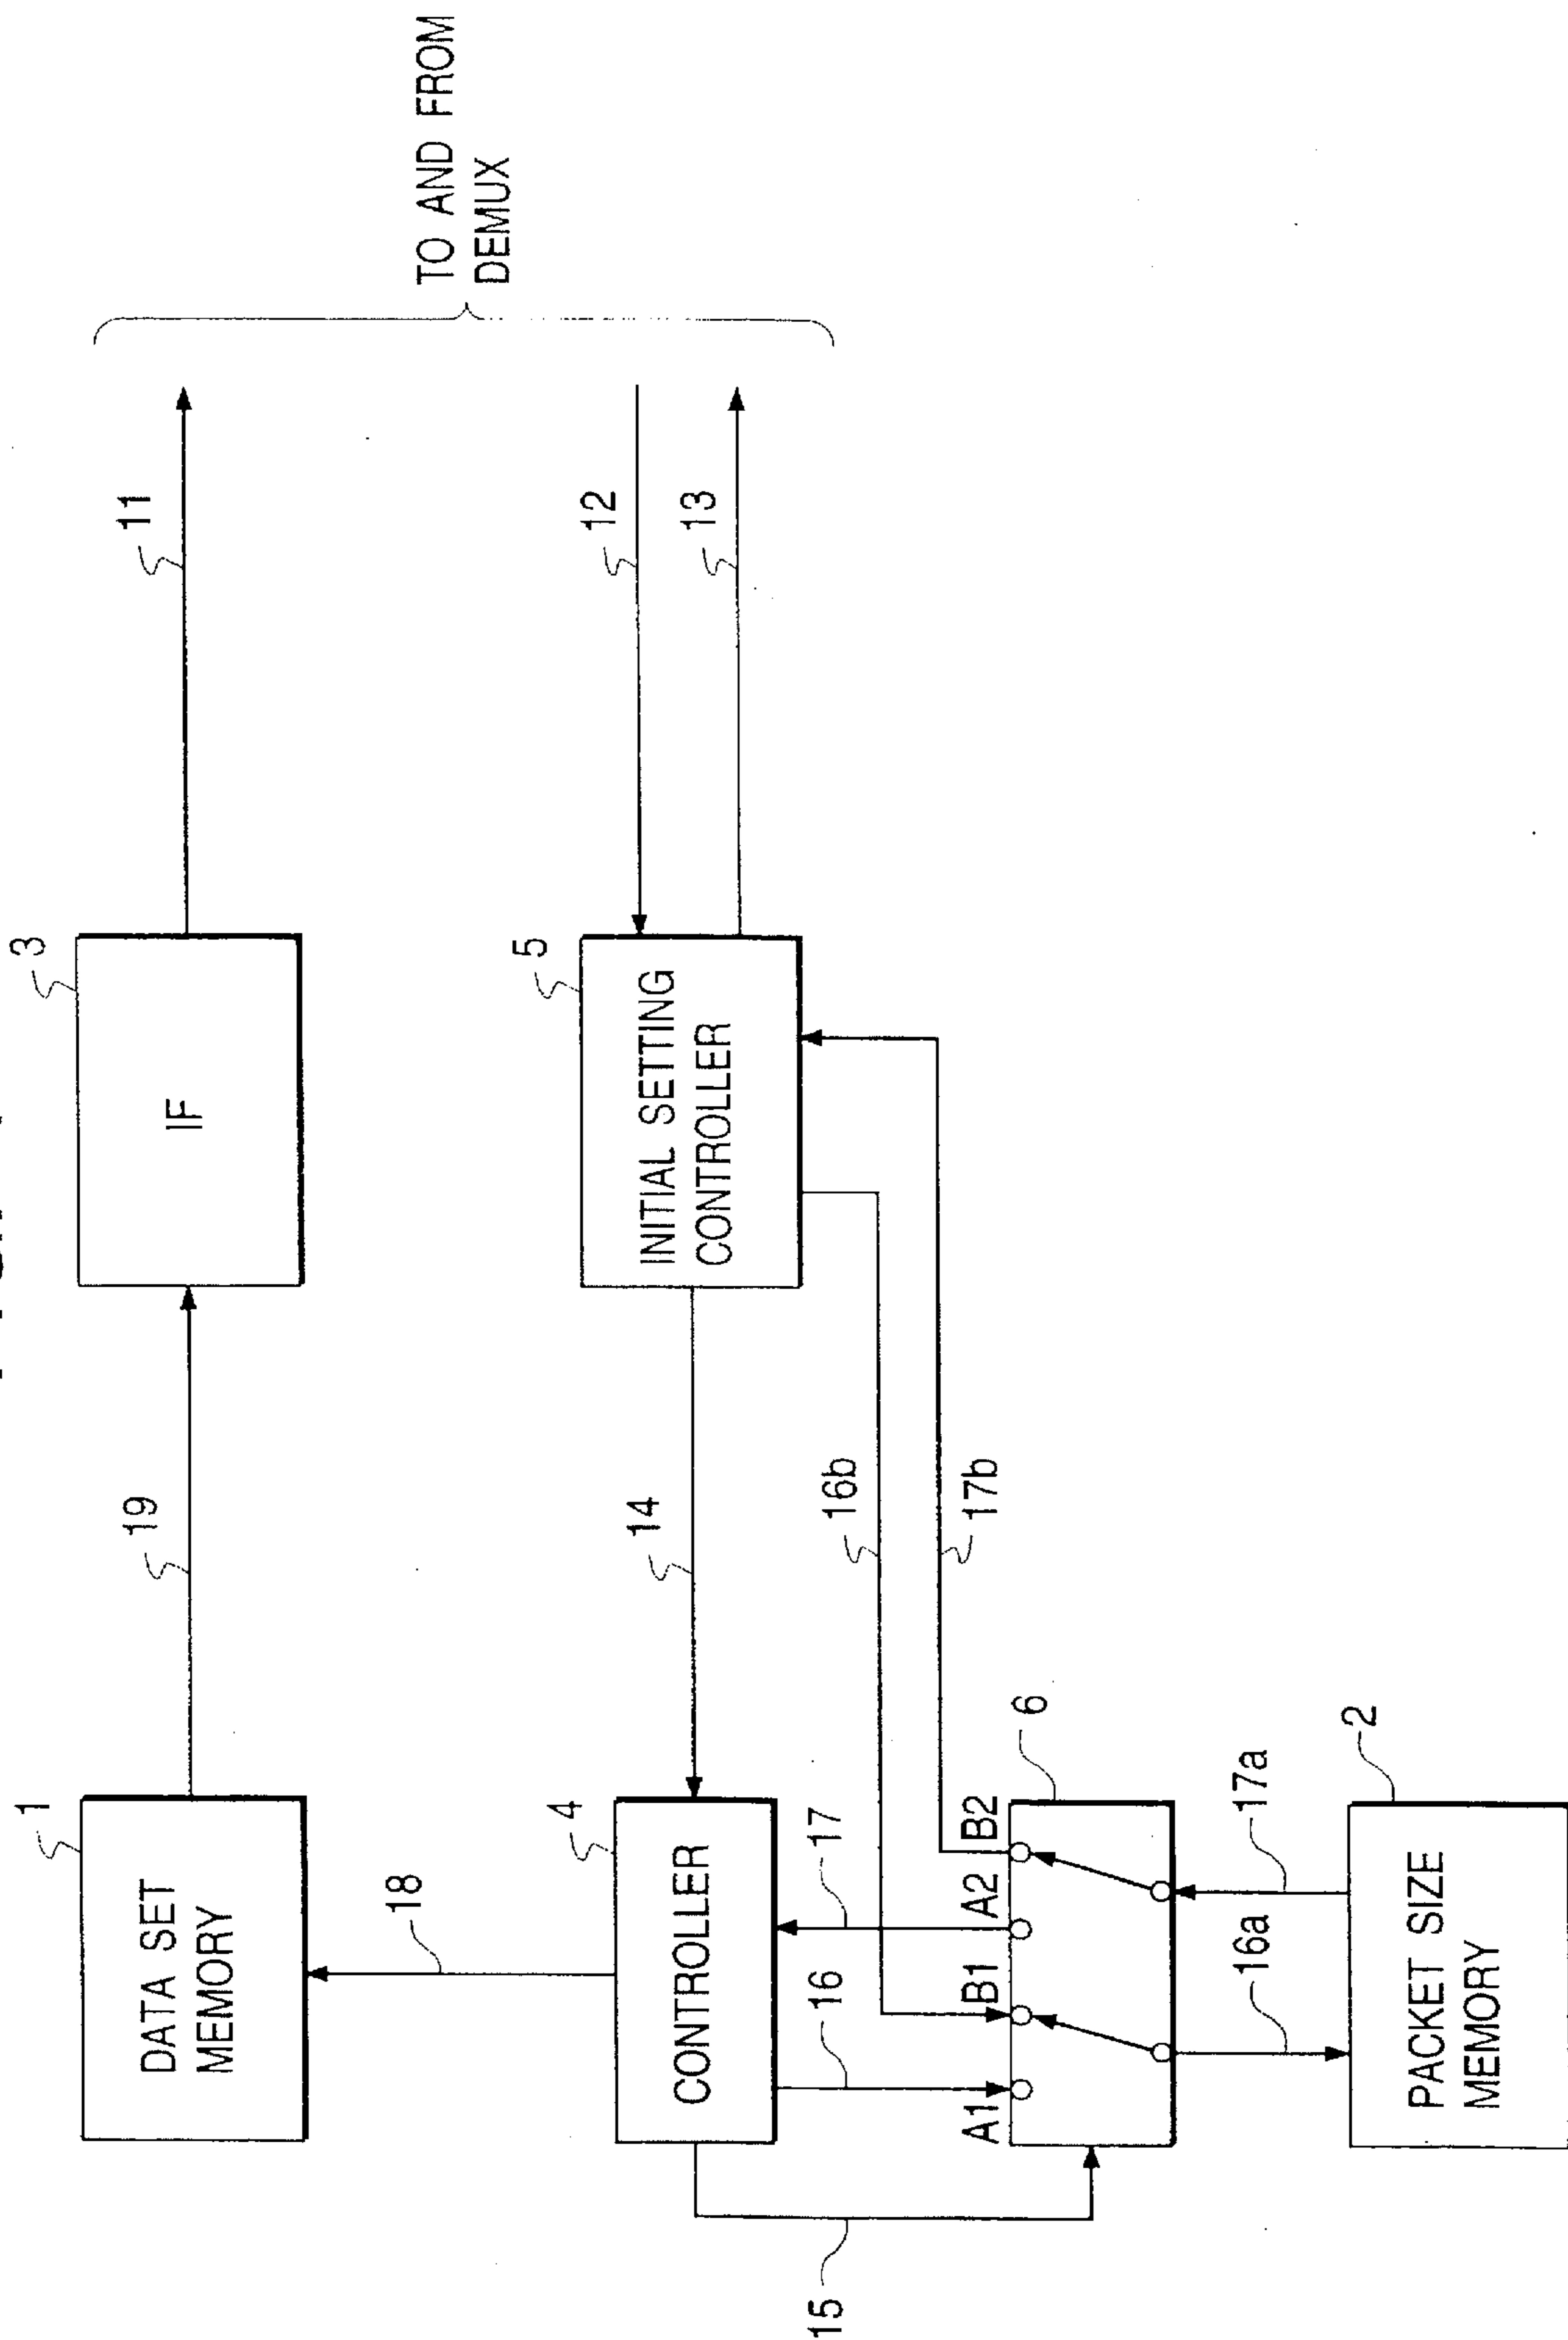 1
DATA SET
MEMORY
19
3
IF
11
TO AND FROM
DEMUX
18
4
CONTROLLER
14
5
INITIAL SETTING
CONTROLLER
12
13
15
16
17
16b
17b
A1
B1
A2
B2
6
16a
17a
2
PACKET SIZE
MEMORY